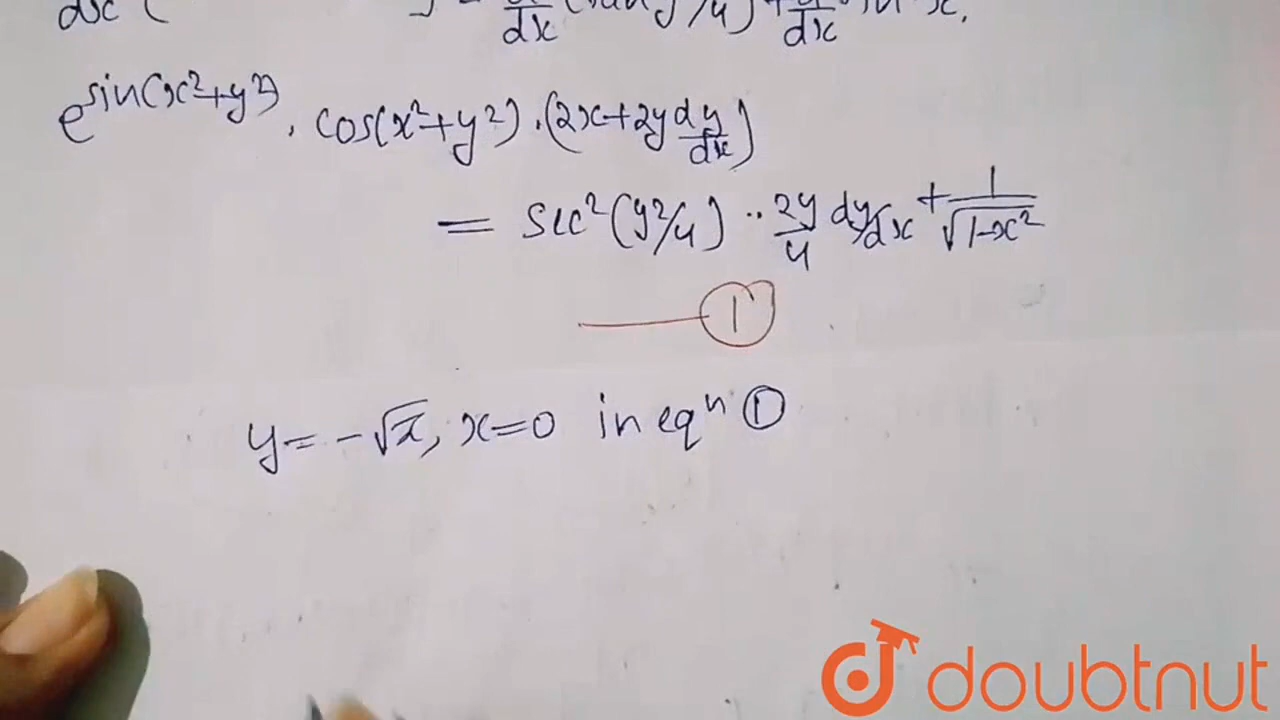 e^sin(x²+y²) . cos(x²+y²) . (2x+2y dy/dx)
= Sec²(y²/4) .. 2y/4 dy/dx + 1/√1-x²
1
y = -√x, x=0 in eqⁿ ①
doubtnut